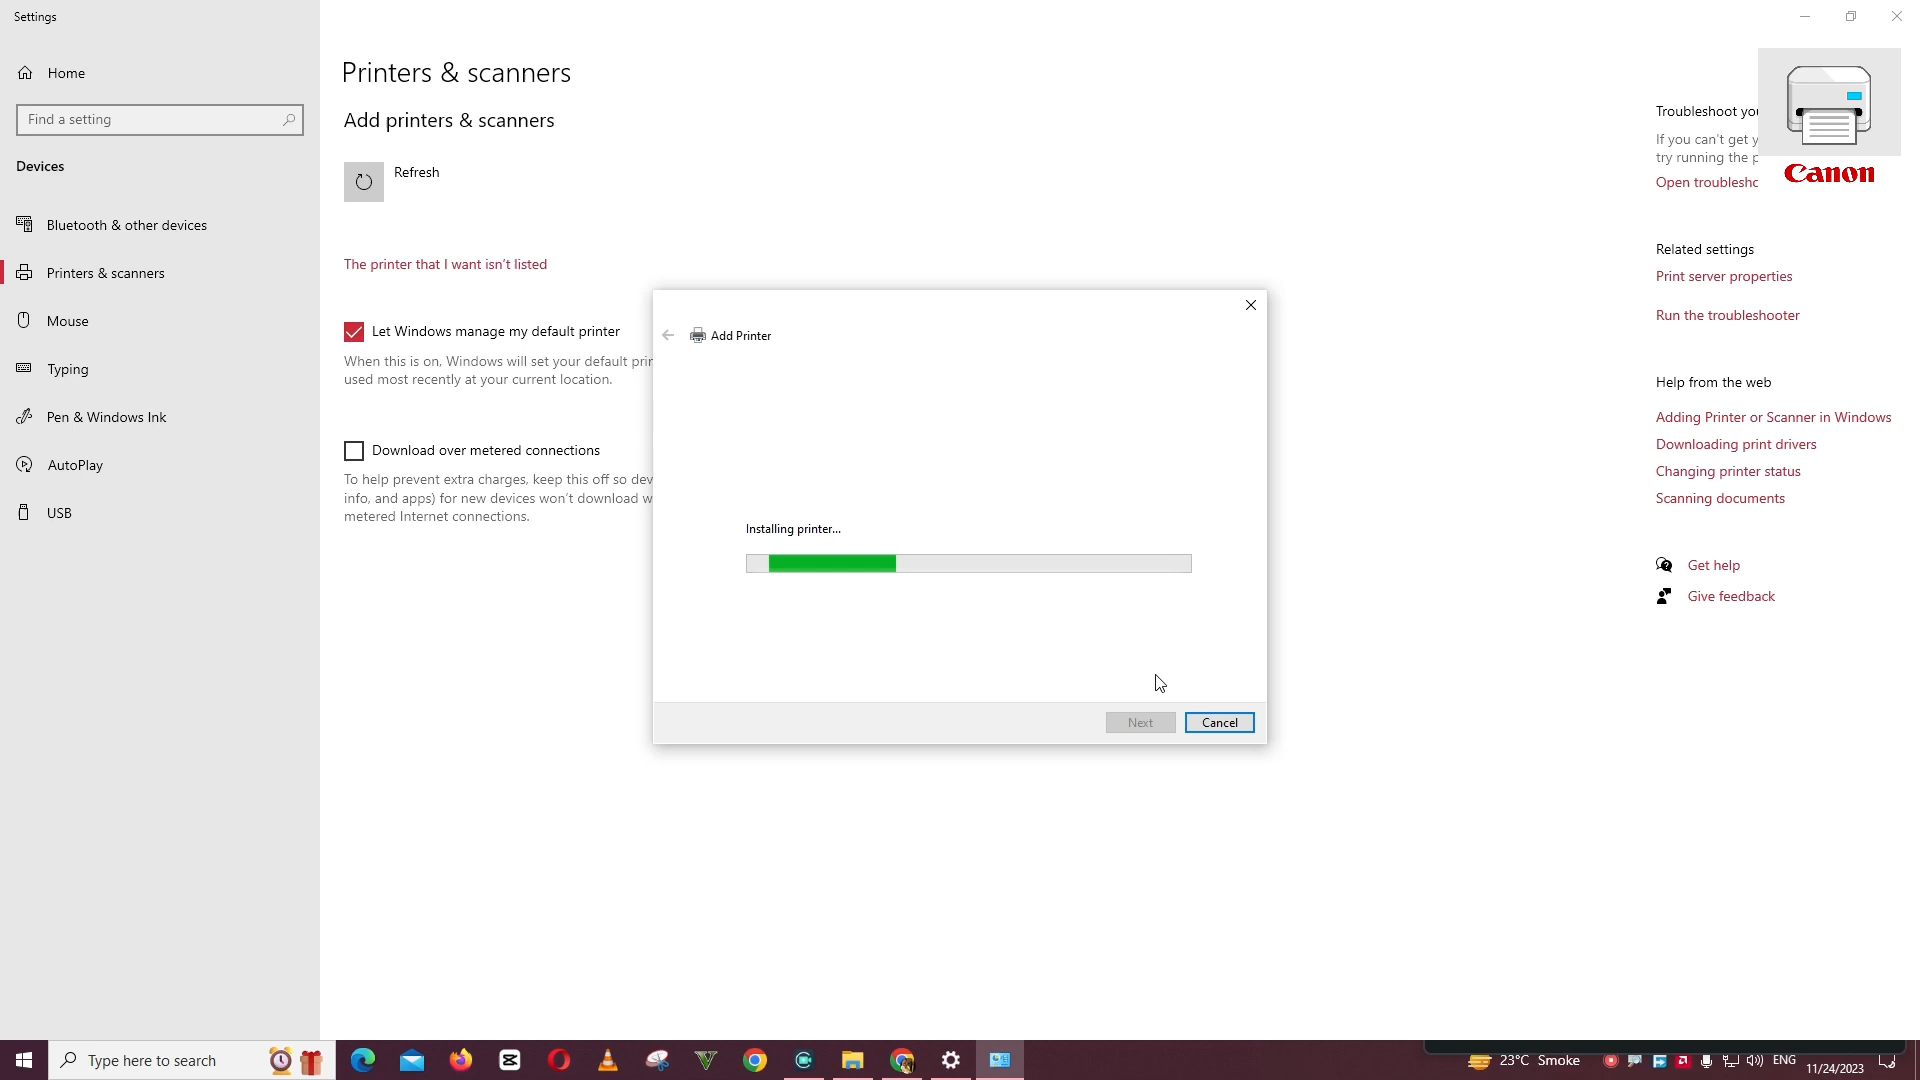 Settings
Home
Find a setting
Devices
Bluetooth & other devices
Printers & scanners
Mouse
Typing
Pen & Windows Ink
AutoPlay
USB
Printers & scanners
Add printers & scanners
Refresh
The printer that I want isn't listed
Let Windows manage my default printer
When this is on, Windows will set your default prin
used most recently at your current location.
Download over metered connections
To help prevent extra charges, keep this off so dev
info, and apps) for new devices won't download w
metered Internet connections.
Add Printer
Installing printer...
Next
Cancel
Troubleshoot you
If you can't get y
try running the p
Open troublesho
Canon
Related settings
Print server properties
Run the troubleshooter
Help from the web
Adding Printer or Scanner in Windows
Downloading print drivers
Changing printer status
Scanning documents
Get help
Give feedback
Type here to search
23°C Smoke
ENG
11/24/2023